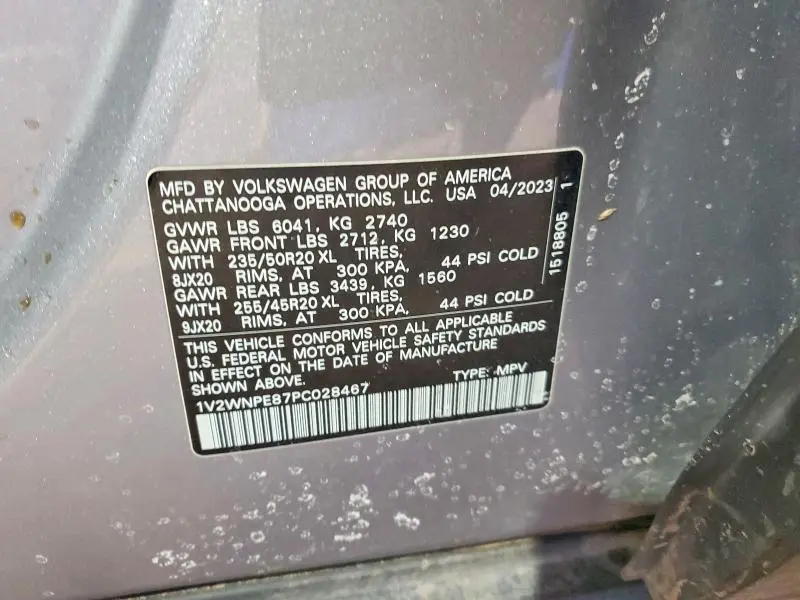 MFD BY VOLKSWAGEN GROUP OF AMERICA
CHATTANOOGA OPERATIONS, LLC. USA 04/2023
GVWR LBS 6041, KG 2740
GAWR FRONT LBS 2712, KG 1230
WITH 235/50R20 XL TIRES,
8JX20 RIMS, AT 300 KPA, 44 PSI COLD
GAWR REAR LBS 3439, KG 1560
WITH 255/45R20 XL TIRES,
9JX20 RIMS, AT 300 KPA, 44 PSI COLD
THIS VEHICLE CONFORMS TO ALL APPLICABLE
U.S. FEDERAL MOTOR VEHICLE SAFETY STANDARDS
IN EFFECT ON THE DATE OF MANUFACTURE
SHOWN ABOVE.
1V2WNPE87PC028467 TYPE: MPV
1518805 1